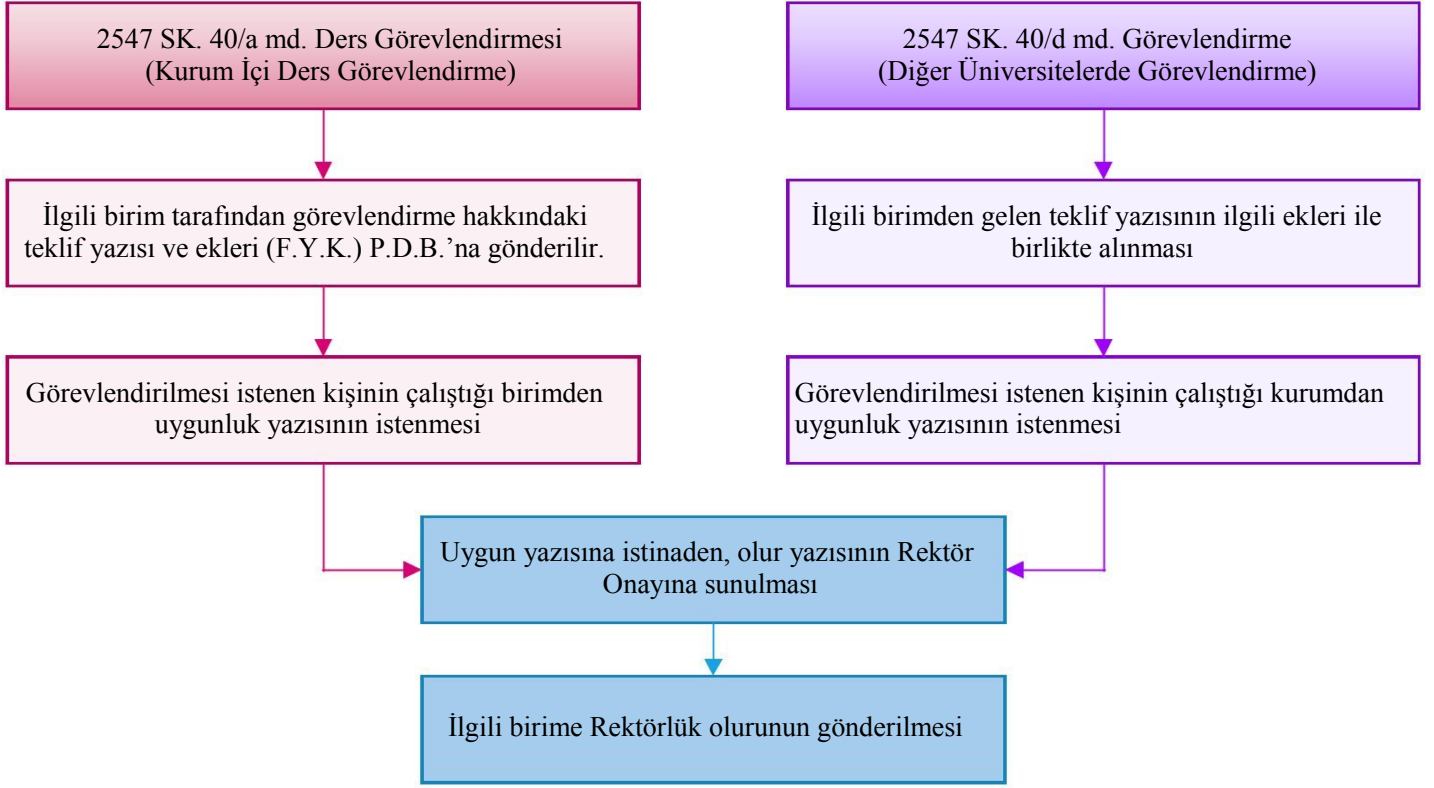 2547 SK. 40/a md. Ders Görevlendirmesi
(Kurum İçi Ders Görevlendirme)
İlgili birim tarafından görevlendirme hakkındaki
teklif yazısı ve ekleri (F.Y.K.) P.D.B.’na gönderilir.
Görevlendirilmesi istenen kişinin çalıştığı birimden
uygunluk yazısının istenmesi
2547 SK. 40/d md. Görevlendirme
(Diğer Üniversitelerde Görevlendirme)
İlgili birimden gelen teklif yazısının ilgili ekleri ile
birlikte alınması
Görevlendirilmesi istenen kişinin çalıştığı kurumdan
uygunluk yazısının istenmesi
Uygun yazısına istinaden, olur yazısının Rektör
Onayına sunulması
İlgili birime Rektörlük olurunun gönderilmesi